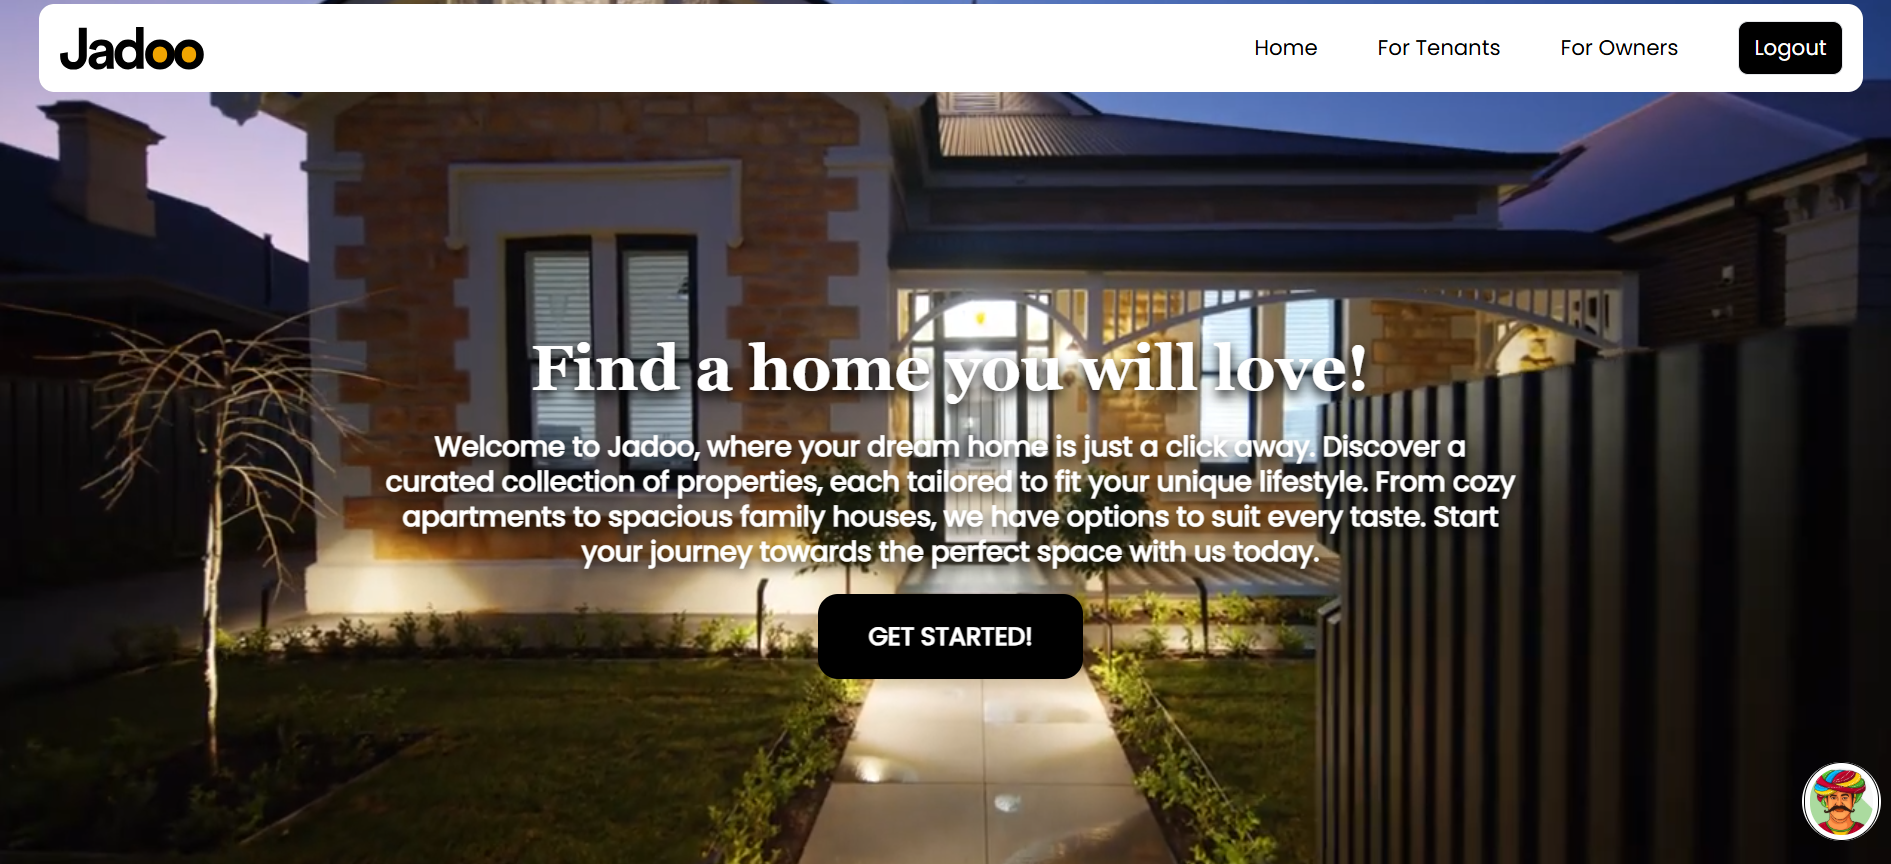 Jadoo
Home
For Tenants
For Owners
Logout
Find a home you will love!
Welcome to Jadoo, where your dream home is just a click away. Discover a
curated collection of properties, each tailored to fit your unique lifestyle. From cozy
apartments to spacious family houses, we have options to suit every taste. Start
your journey towards the perfect space with us today.
GET STARTED!